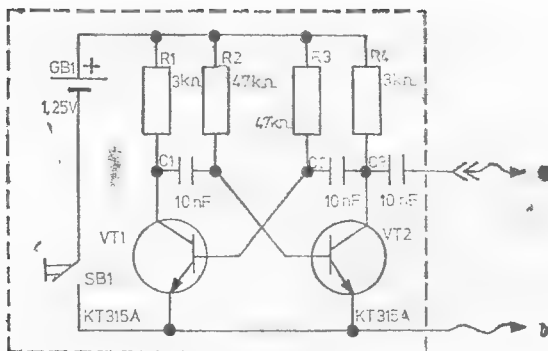 GB1
+
1,25V
R1
3kΩ
R2
47kΩ
R3
47kΩ
R4
3kΩ
C1
10nF
C2
10nF
C3
10nF
VT1
VT2
SB1
KT315A
KT315A